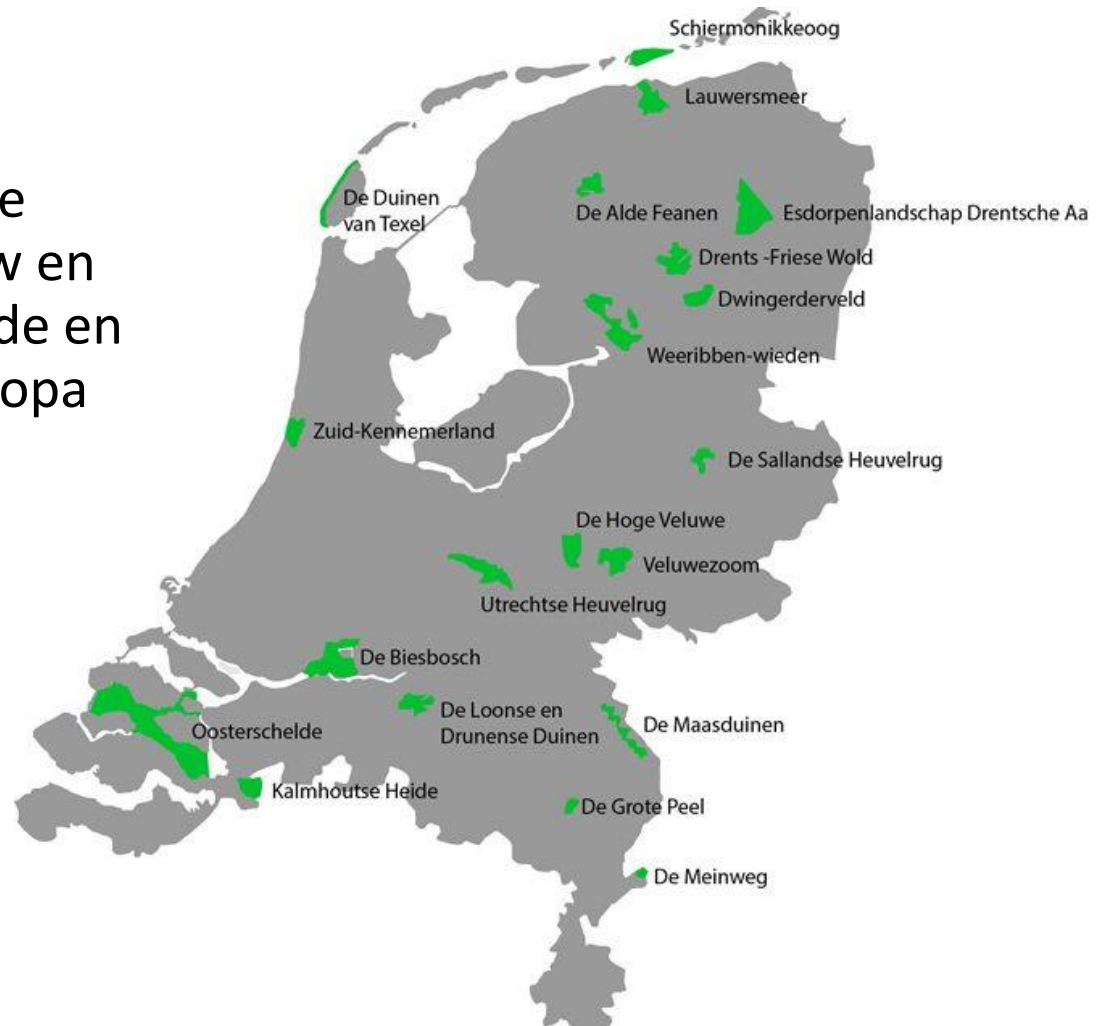 e
w en
de en
opa
Schiermonikkeoog
Lauwersmeer
De Duinen
van Texel
De Alde Feanen
Esdorpenlandschap Drentsche Aa
Drents -Friese Wold
Dwingerderveld
Weeribben-wieden
Zuid-Kennemerland
De Sallandse Heuvelrug
De Hoge Veluwe
Veluwezoom
Utrechtse Heuvelrug
De Biesbosch
De Loonse en
Drunense Duinen
De Maasduinen
Oosterschelde
Kalmhoutse Heide
De Grote Peel
De Meinweg